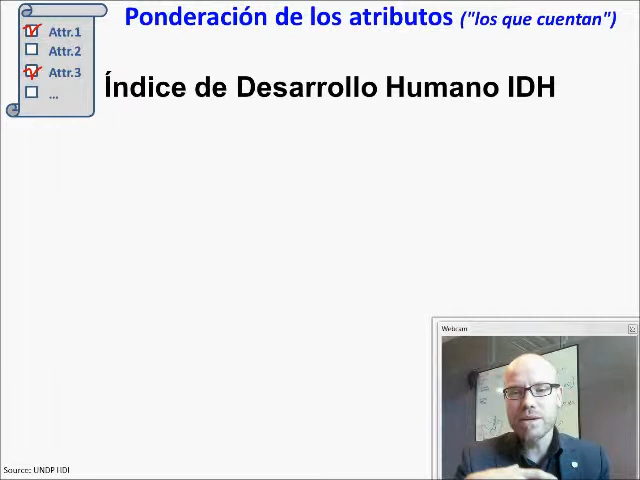 Ponderación de los atributos ("los que cuentan")
Attr.1
Attr.2
Attr.3
...
Índice de Desarrollo Humano IDH
Webcam
Source: UNDP HDI